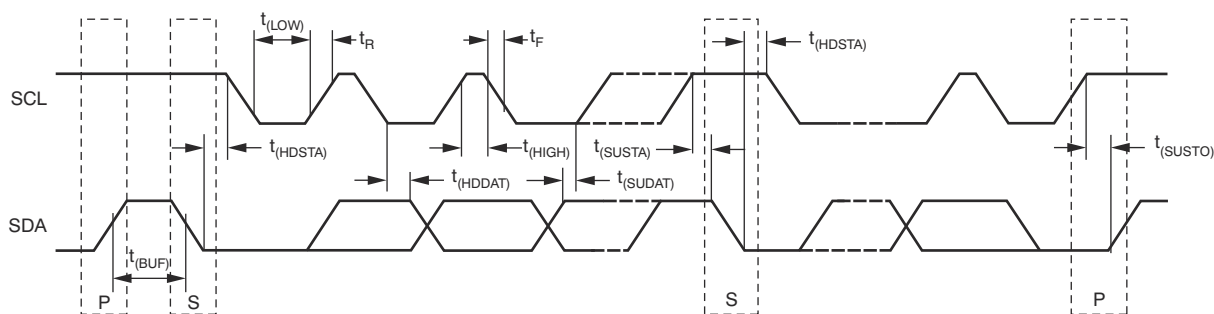 t(LOW)
tR
tF
t(HDSTA)
SCL
t(HDSTA)
t(HIGH)
t(SUSTA)
t(SUSTO)
t(HDDAT)
t(SUDAT)
SDA
t(BUF)
P
S
S
P